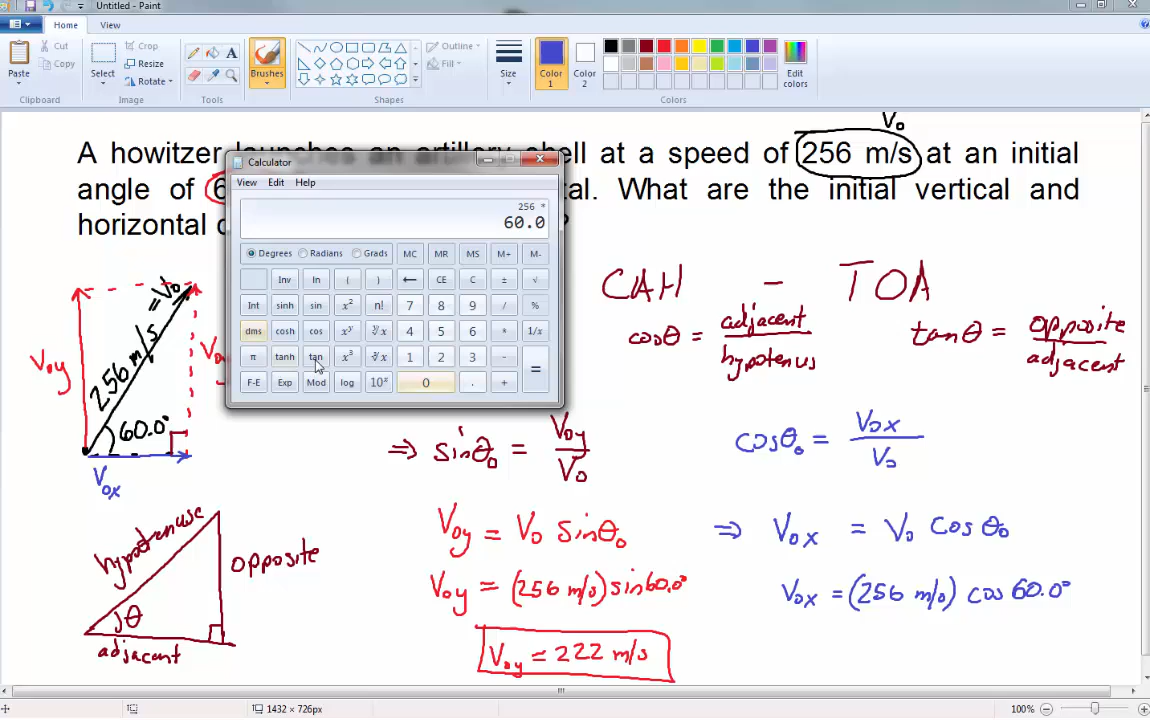 Untitled - Paint
Home
View
Paste
Cut
Copy
Clipboard
Select
Crop
Resize
Rotate
Image
Tools
Brushes
Shapes
Outline
Fill
Size
Color 1
Color 2
Edit colors
Colors
V₀
A howitzer launches an artillery shell at a speed of 256 m/s at an initial
angle of 6 What are the initial vertical and
horizontal
Calculator
View Edit Help
256 *
60.0
Degrees Radians Grads MC MR MS M+ M-
Inv ln ( ) ← CE C ± √
Int sinh sin x² n! 7 8 9 / %
dms cosh cos xʸ ʸ√x 4 5 6 * 1/x
π tanh tan x³ ³√x 1 2 3 - =
F-E Exp Mod log 10ˣ 0 . +
= V₀
256 m/s
V₀y
60.0°
V₀x
CAH - TOA
cosθ = adjacent / hypotenus
tanθ = opposite / adjacent
⇒ sinθ₀ = V₀y / V₀
cosθ₀ = V₀x / V₀
V₀y = V₀ sinθ₀
⇒ V₀x = V₀ cosθ₀
V₀y = (256 m/s) sin60.0°
V₀x = (256 m/s) cos 60.0°
V₀y = 222 m/s
hypotenuse
opposite
θ
adjacent
1432 × 726px
100%